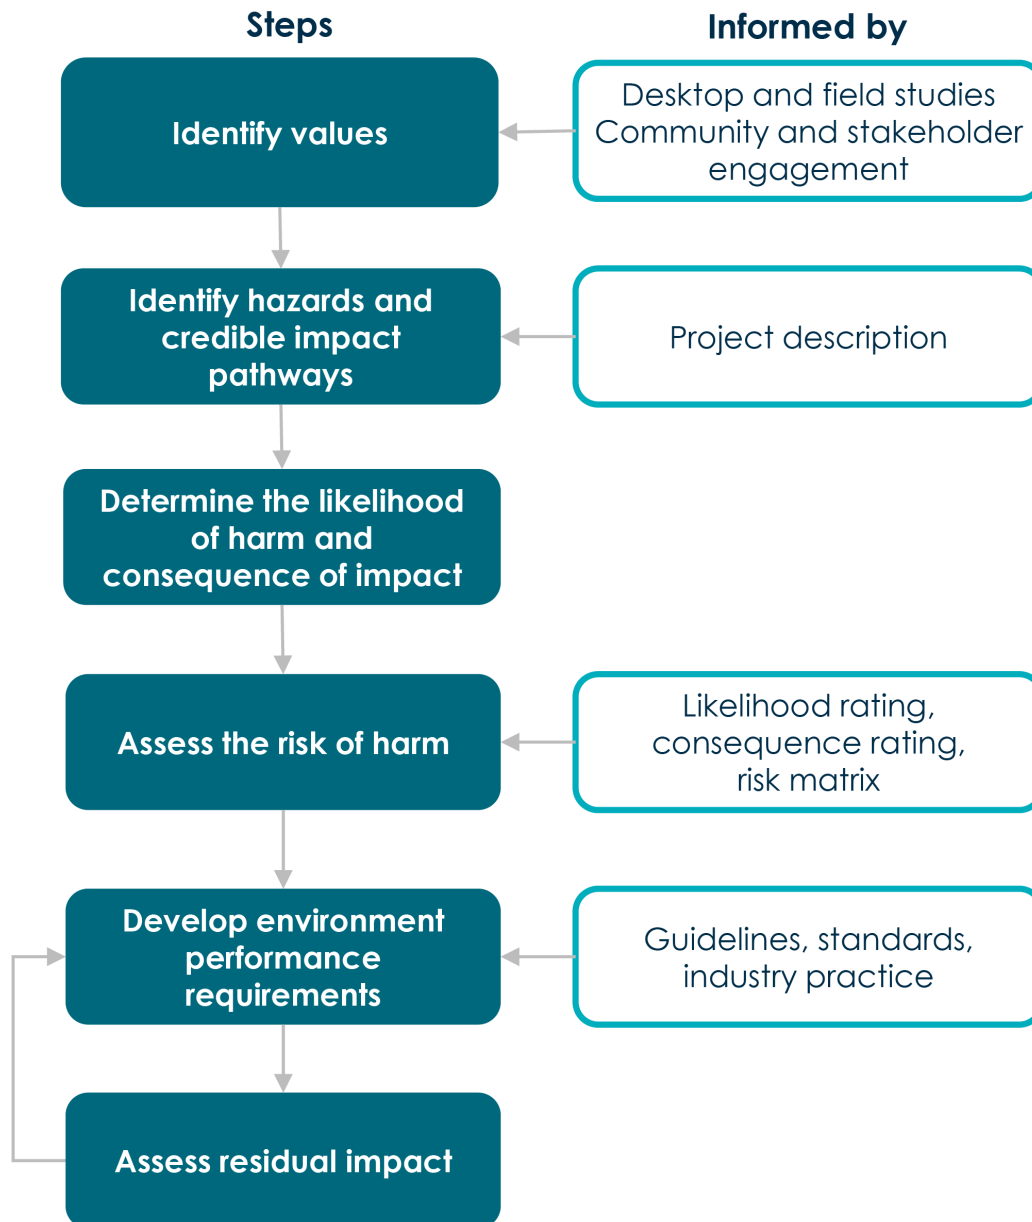 Steps
Informed by
Identify values
Desktop and field studies
Community and stakeholder
engagement
Identify hazards and
credible impact
pathways
Project description
Determine the likelihood
of harm and
consequence of impact
Assess the risk of harm
Likelihood rating,
consequence rating,
risk matrix
Develop environment
performance
requirements
Guidelines, standards,
industry practice
Assess residual impact